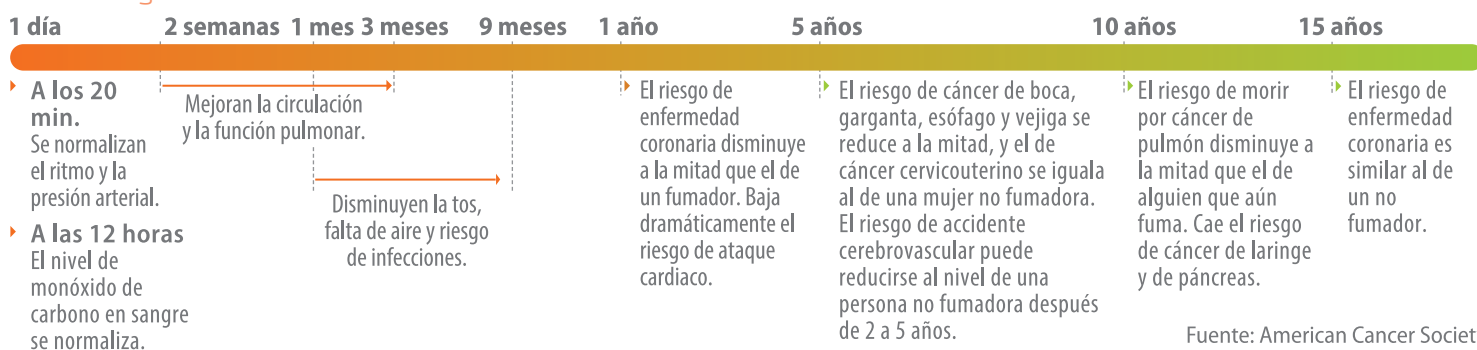 1 día
2 semanas
1 mes
3 meses
9 meses
1 año
5 años
10 años
15 años
A los 20
min.
Se normalizan
el ritmo y la
presión arterial.
A las 12 horas
El nivel de
monóxido de
carbono en sangre
se normaliza.
Mejoran la circulación
y la función pulmonar.
Disminuyen la tos,
falta de aire y riesgo
de infecciones.
El riesgo de
enfermedad
coronaria disminuye
a la mitad que el de
un fumador. Baja
dramáticamente el
riesgo de ataque
cardiaco.
El riesgo de cáncer de boca,
garganta, esófago y vejiga se
reduce a la mitad, y el de
cáncer cervicouterino se iguala
al de una mujer no fumadora.
El riesgo de accidente
cerebrovascular puede
reducirse al nivel de una
persona no fumadora después
de 2 a 5 años.
El riesgo de morir
por cáncer de
pulmón disminuye a
la mitad que el de
alguien que aún
fuma. Cae el riesgo
de cáncer de laringe
y de páncreas.
El riesgo de
enfermedad
coronaria es
similar al de
un no
fumador.
Fuente: American Cancer Societ